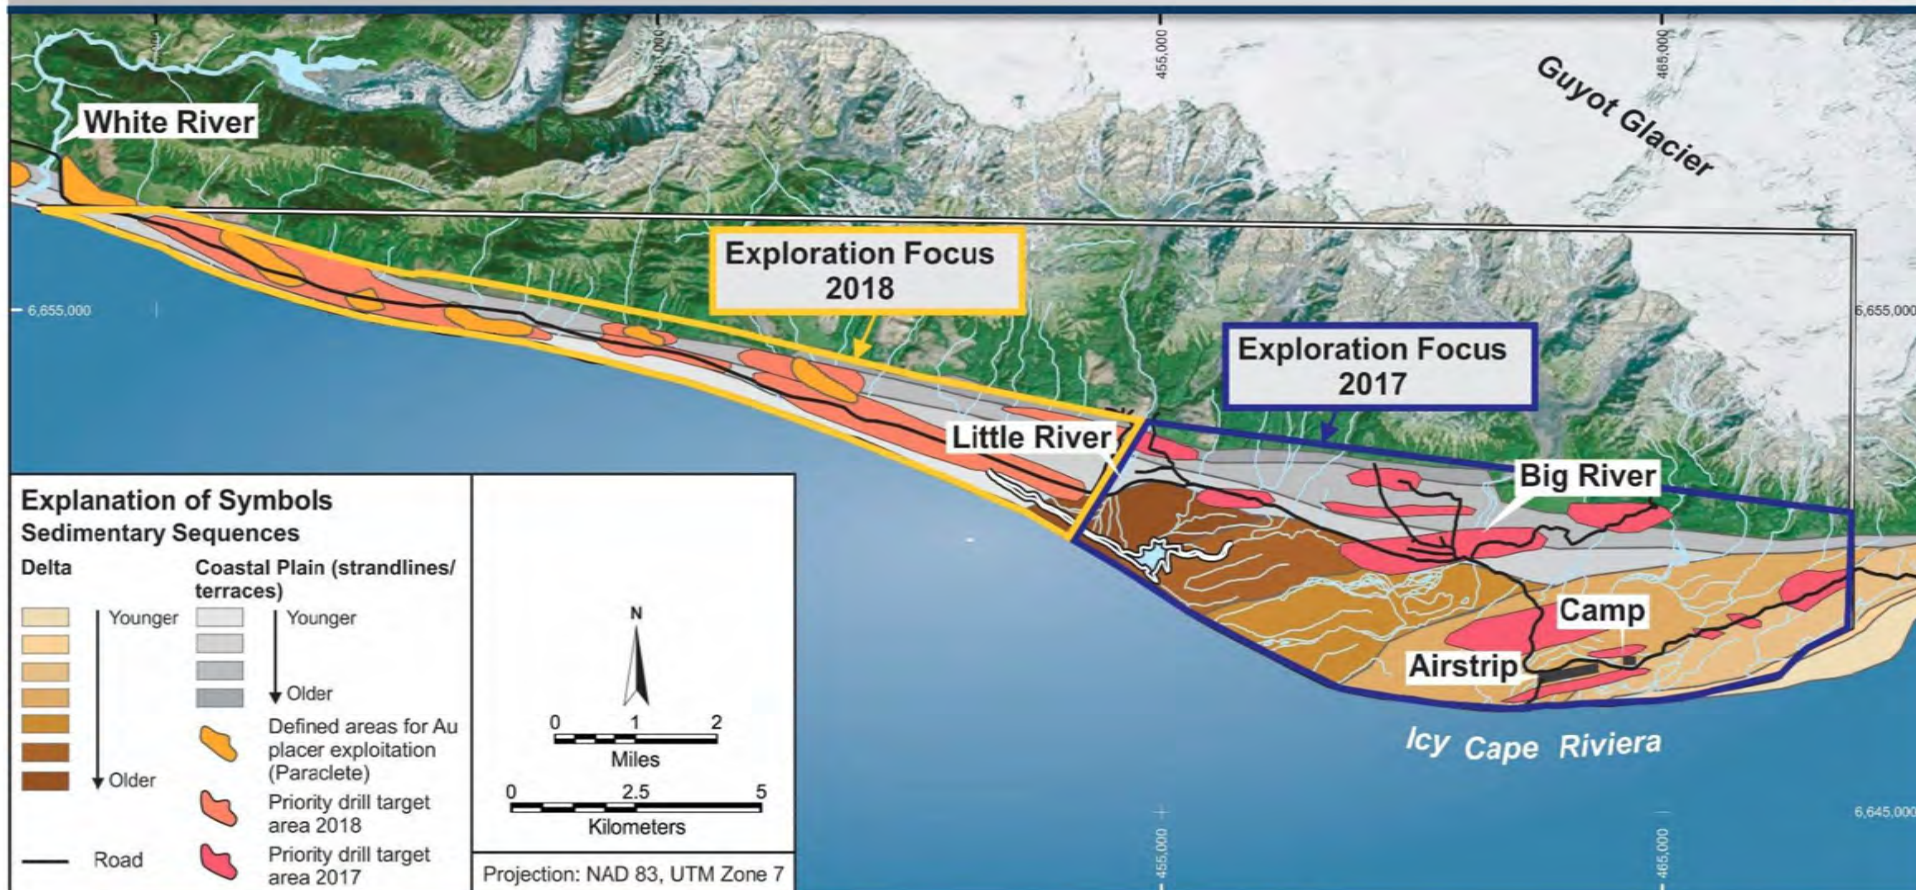 455,000
465,000
Guyot Glacier
White River
Exploration Focus
2018
6,655,000
6,655,000
Exploration Focus
2017
Little River
Big River
Camp
Airstrip
Icy Cape Riviera
6,645,000
455,000
465,000
Explanation of Symbols
Sedimentary Sequences
Delta
Younger
Older
Coastal Plain (strandlines/
terraces)
Younger
Older
Defined areas for Au
placer exploitation
(Paraclete)
Priority drill target
area 2018
Road
Priority drill target
area 2017
N
0 1 2
Miles
0 2.5 5
Kilometers
Projection: NAD 83, UTM Zone 7